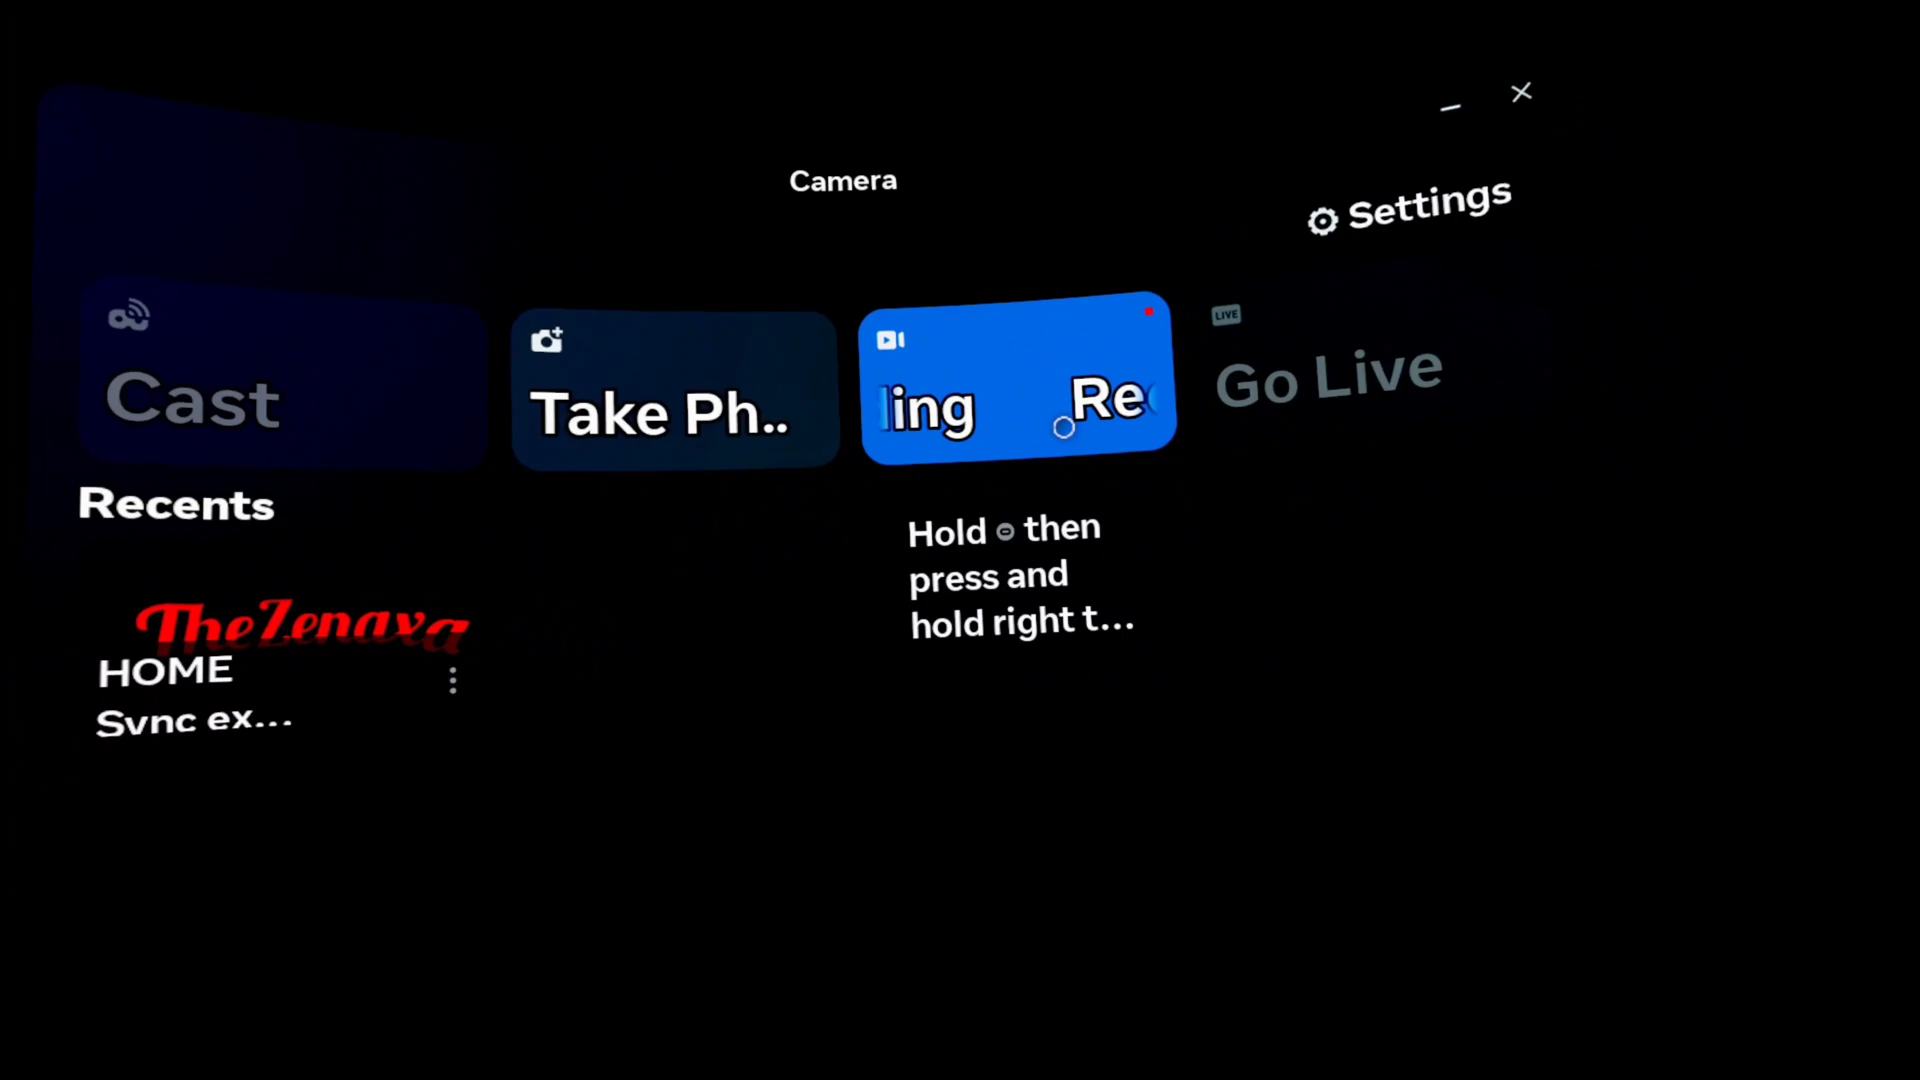 Camera
Settings
Cast
Take Ph..
ing Re
LIVE
Go Live
Recents
Hold then
press and
hold right t...
TheZenaxa
HOME
Sync ex...